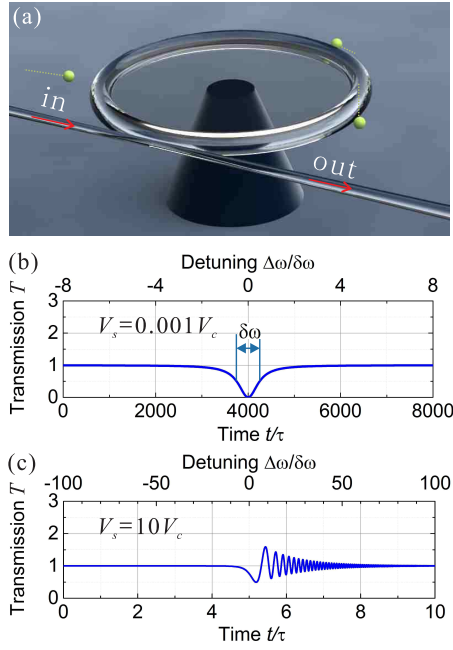 (a)
in
out
(b)
Detuning Δω/δω
-8 -4 0 4 8
Transmission T
3
2
1
0
V_s=0.001V_c
δω
0 2000 4000 6000 8000
Time t/τ
(c)
Detuning Δω/δω
-100 -50 0 50 100
Transmission T
3
2
1
0
V_s=10V_c
0 2 4 6 8 10
Time t/τ